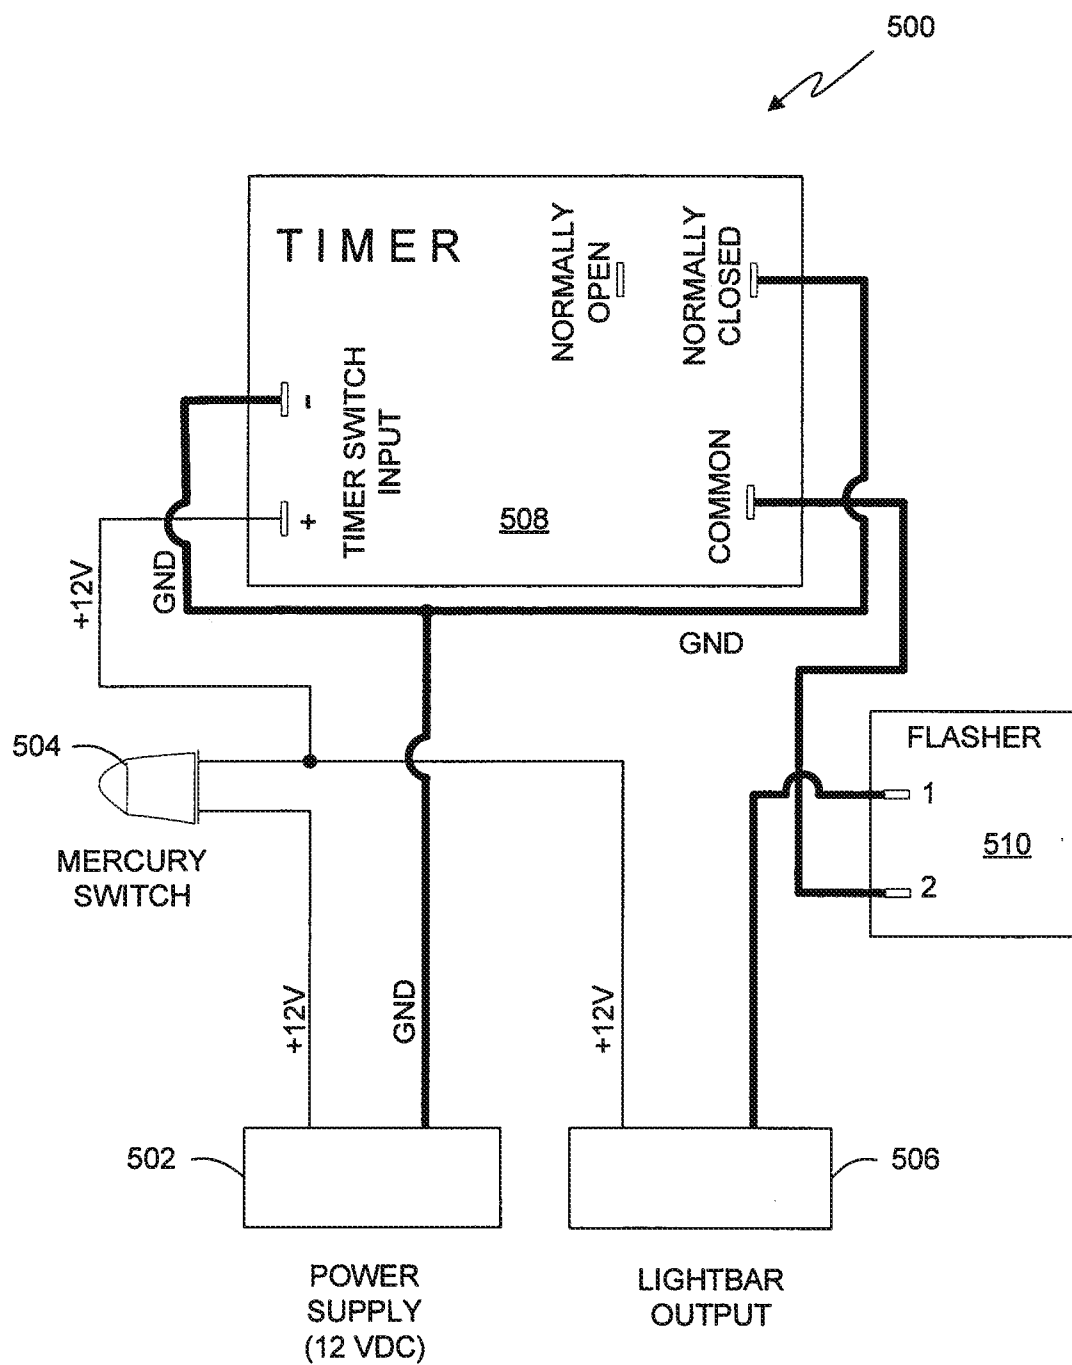 500
TIMER
NORMALLY
OPEN
NORMALLY
CLOSED
-
+
TIMER SWITCH
INPUT
508
COMMON
+12V
GND
GND
504
MERCURY
SWITCH
FLASHER
1
510
2
+12V
GND
+12V
502
506
POWER
SUPPLY
(12 VDC)
LIGHTBAR
OUTPUT